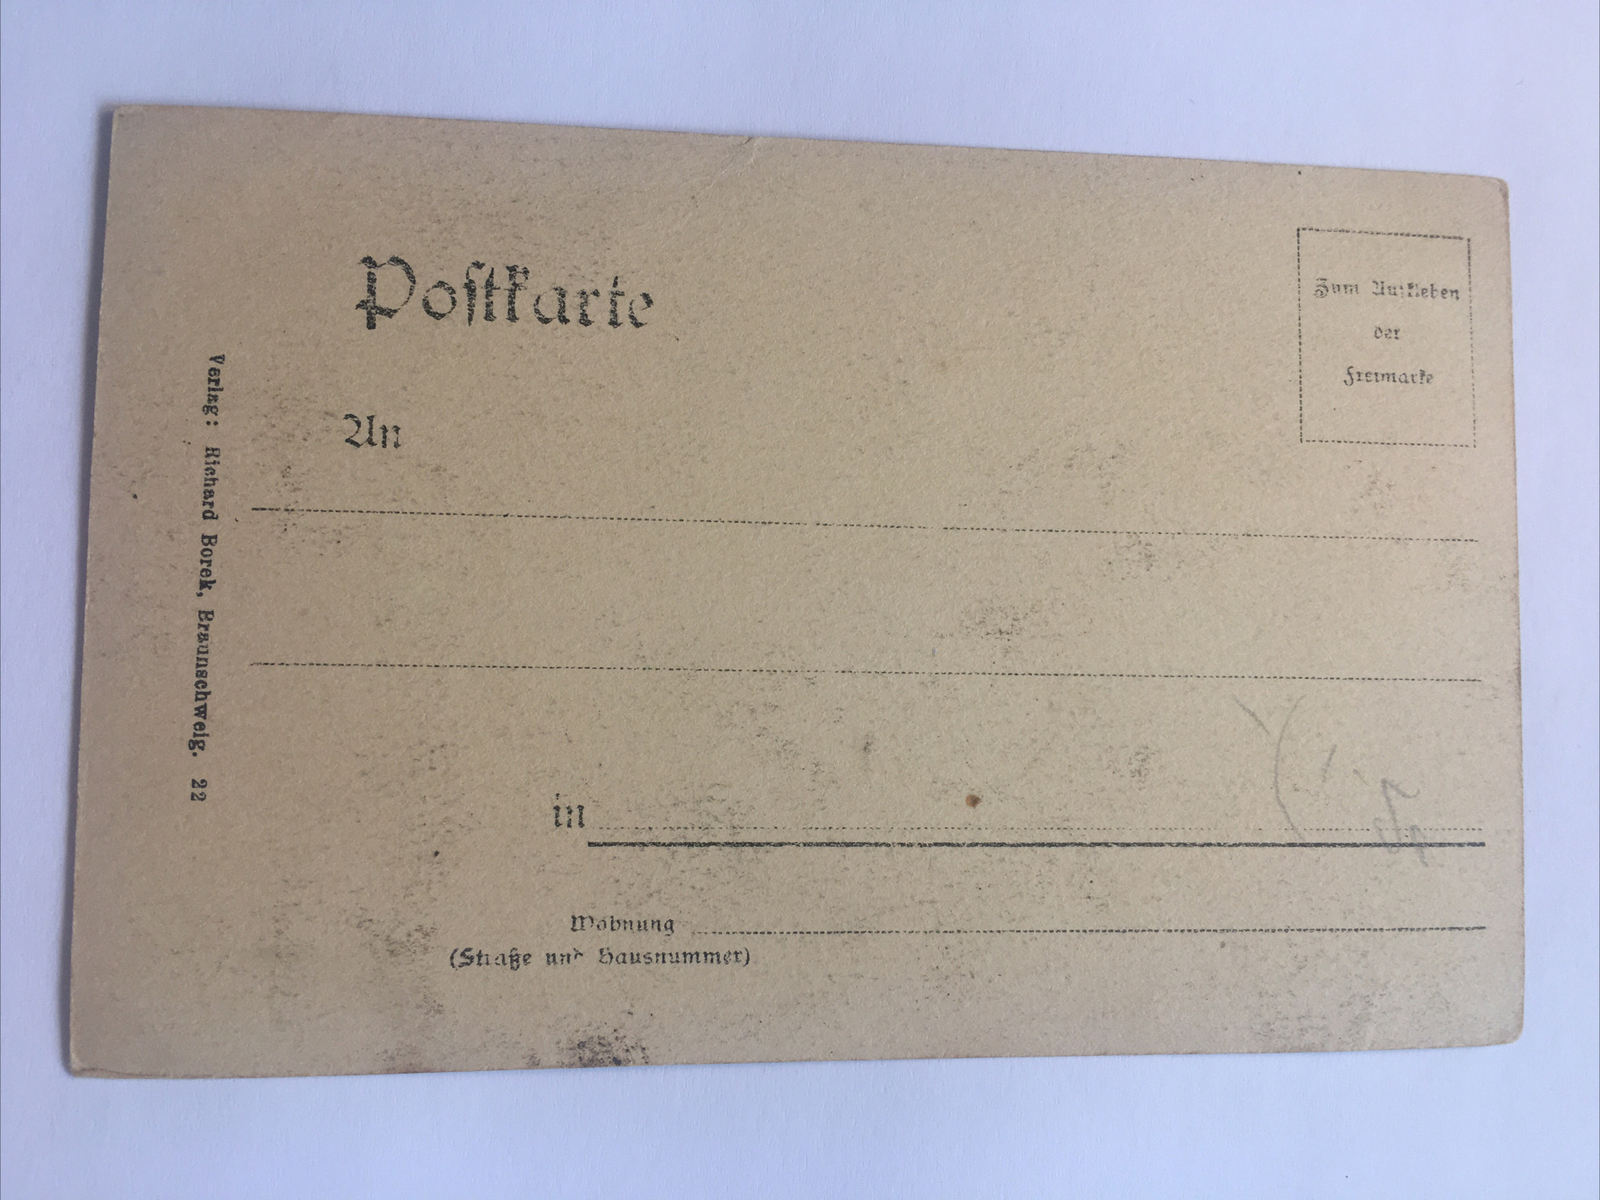 Postkarte
Zum Aufkleben
der
Freimarke
An
in
Wohnung
(Straße und Hausnummer)
Verlag: Richard Borek, Braunschweig. 22